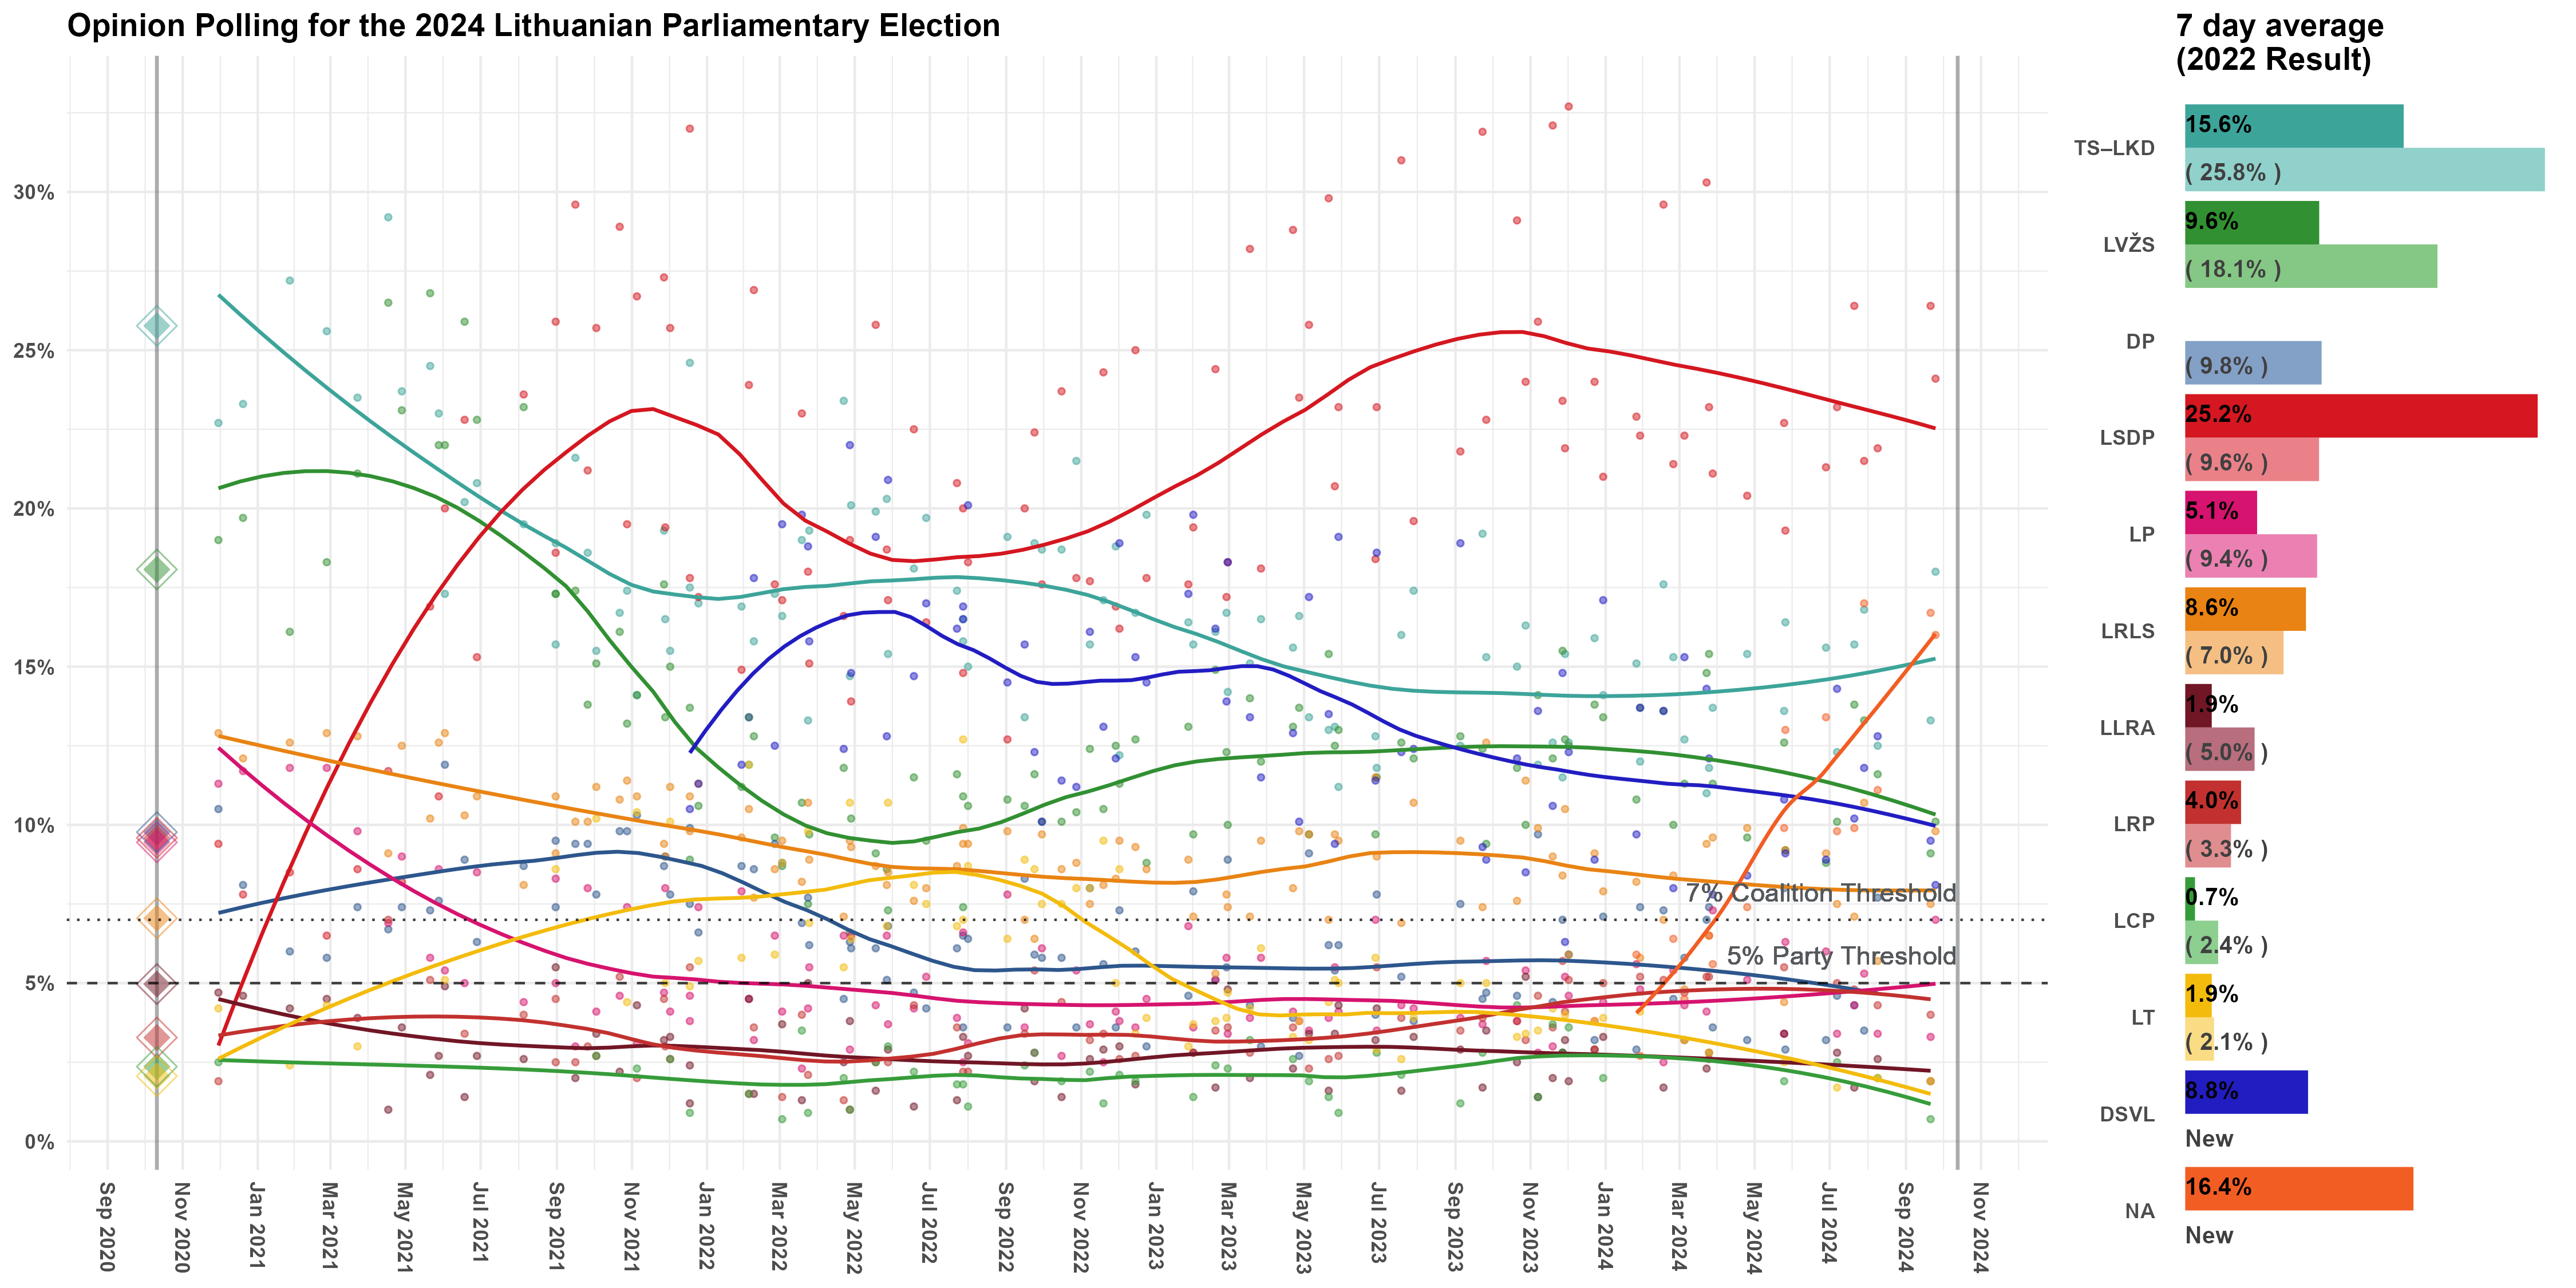 Opinion Polling for the 2024 Lithuanian Parliamentary Election
7 day average
(2022 Result)
30%
25%
20%
15%
10%
5%
0%
7% Coalition Threshold
5% Party Threshold
Sep 2020
Nov 2020
Jan 2021
Mar 2021
May 2021
Jul 2021
Sep 2021
Nov 2021
Jan 2022
Mar 2022
May 2022
Jul 2022
Sep 2022
Nov 2022
Jan 2023
Mar 2023
May 2023
Jul 2023
Sep 2023
Nov 2023
Jan 2024
Mar 2024
May 2024
Jul 2024
Sep 2024
Nov 2024
TS–LKD
15.6%
( 25.8% )
LVŽS
9.6%
( 18.1% )
DP
( 9.8% )
LSDP
25.2%
( 9.6% )
LP
5.1%
( 9.4% )
LRLS
8.6%
( 7.0% )
LLRA
1.9%
( 5.0% )
LRP
4.0%
( 3.3% )
LCP
0.7%
( 2.4% )
LT
1.9%
( 2.1% )
DSVL
8.8%
New
NA
16.4%
New